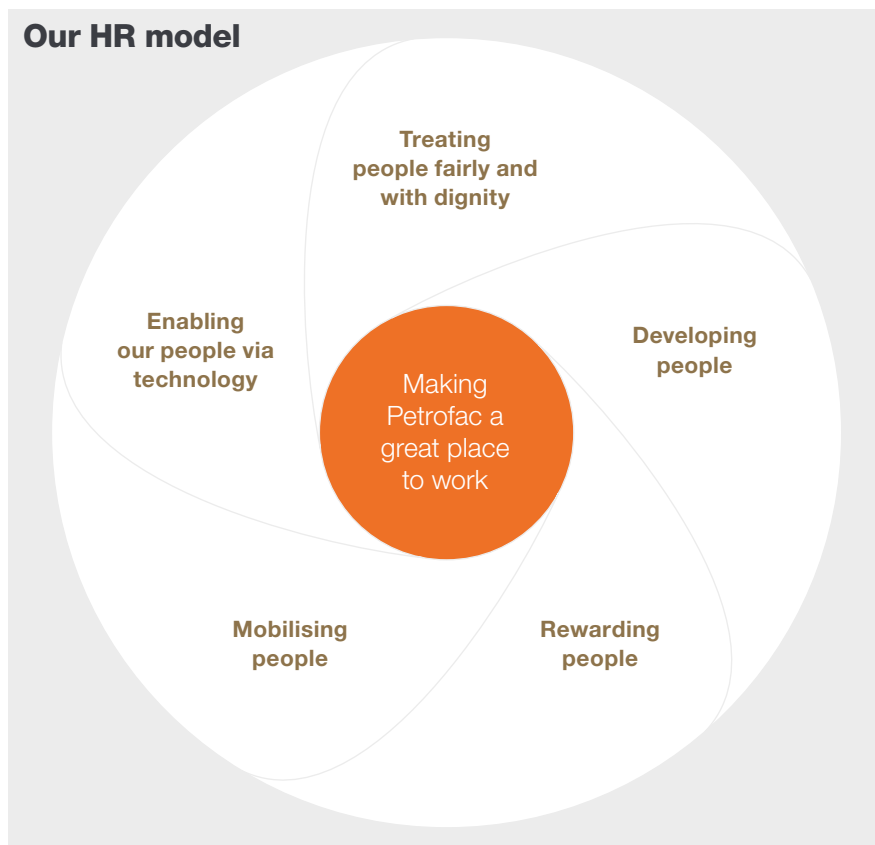 Our HR model
Treating
people fairly and
with dignity
Enabling
our people via
technology
Developing
people
Making
Petrofac a
great place
to work
Mobilising
people
Rewarding
people